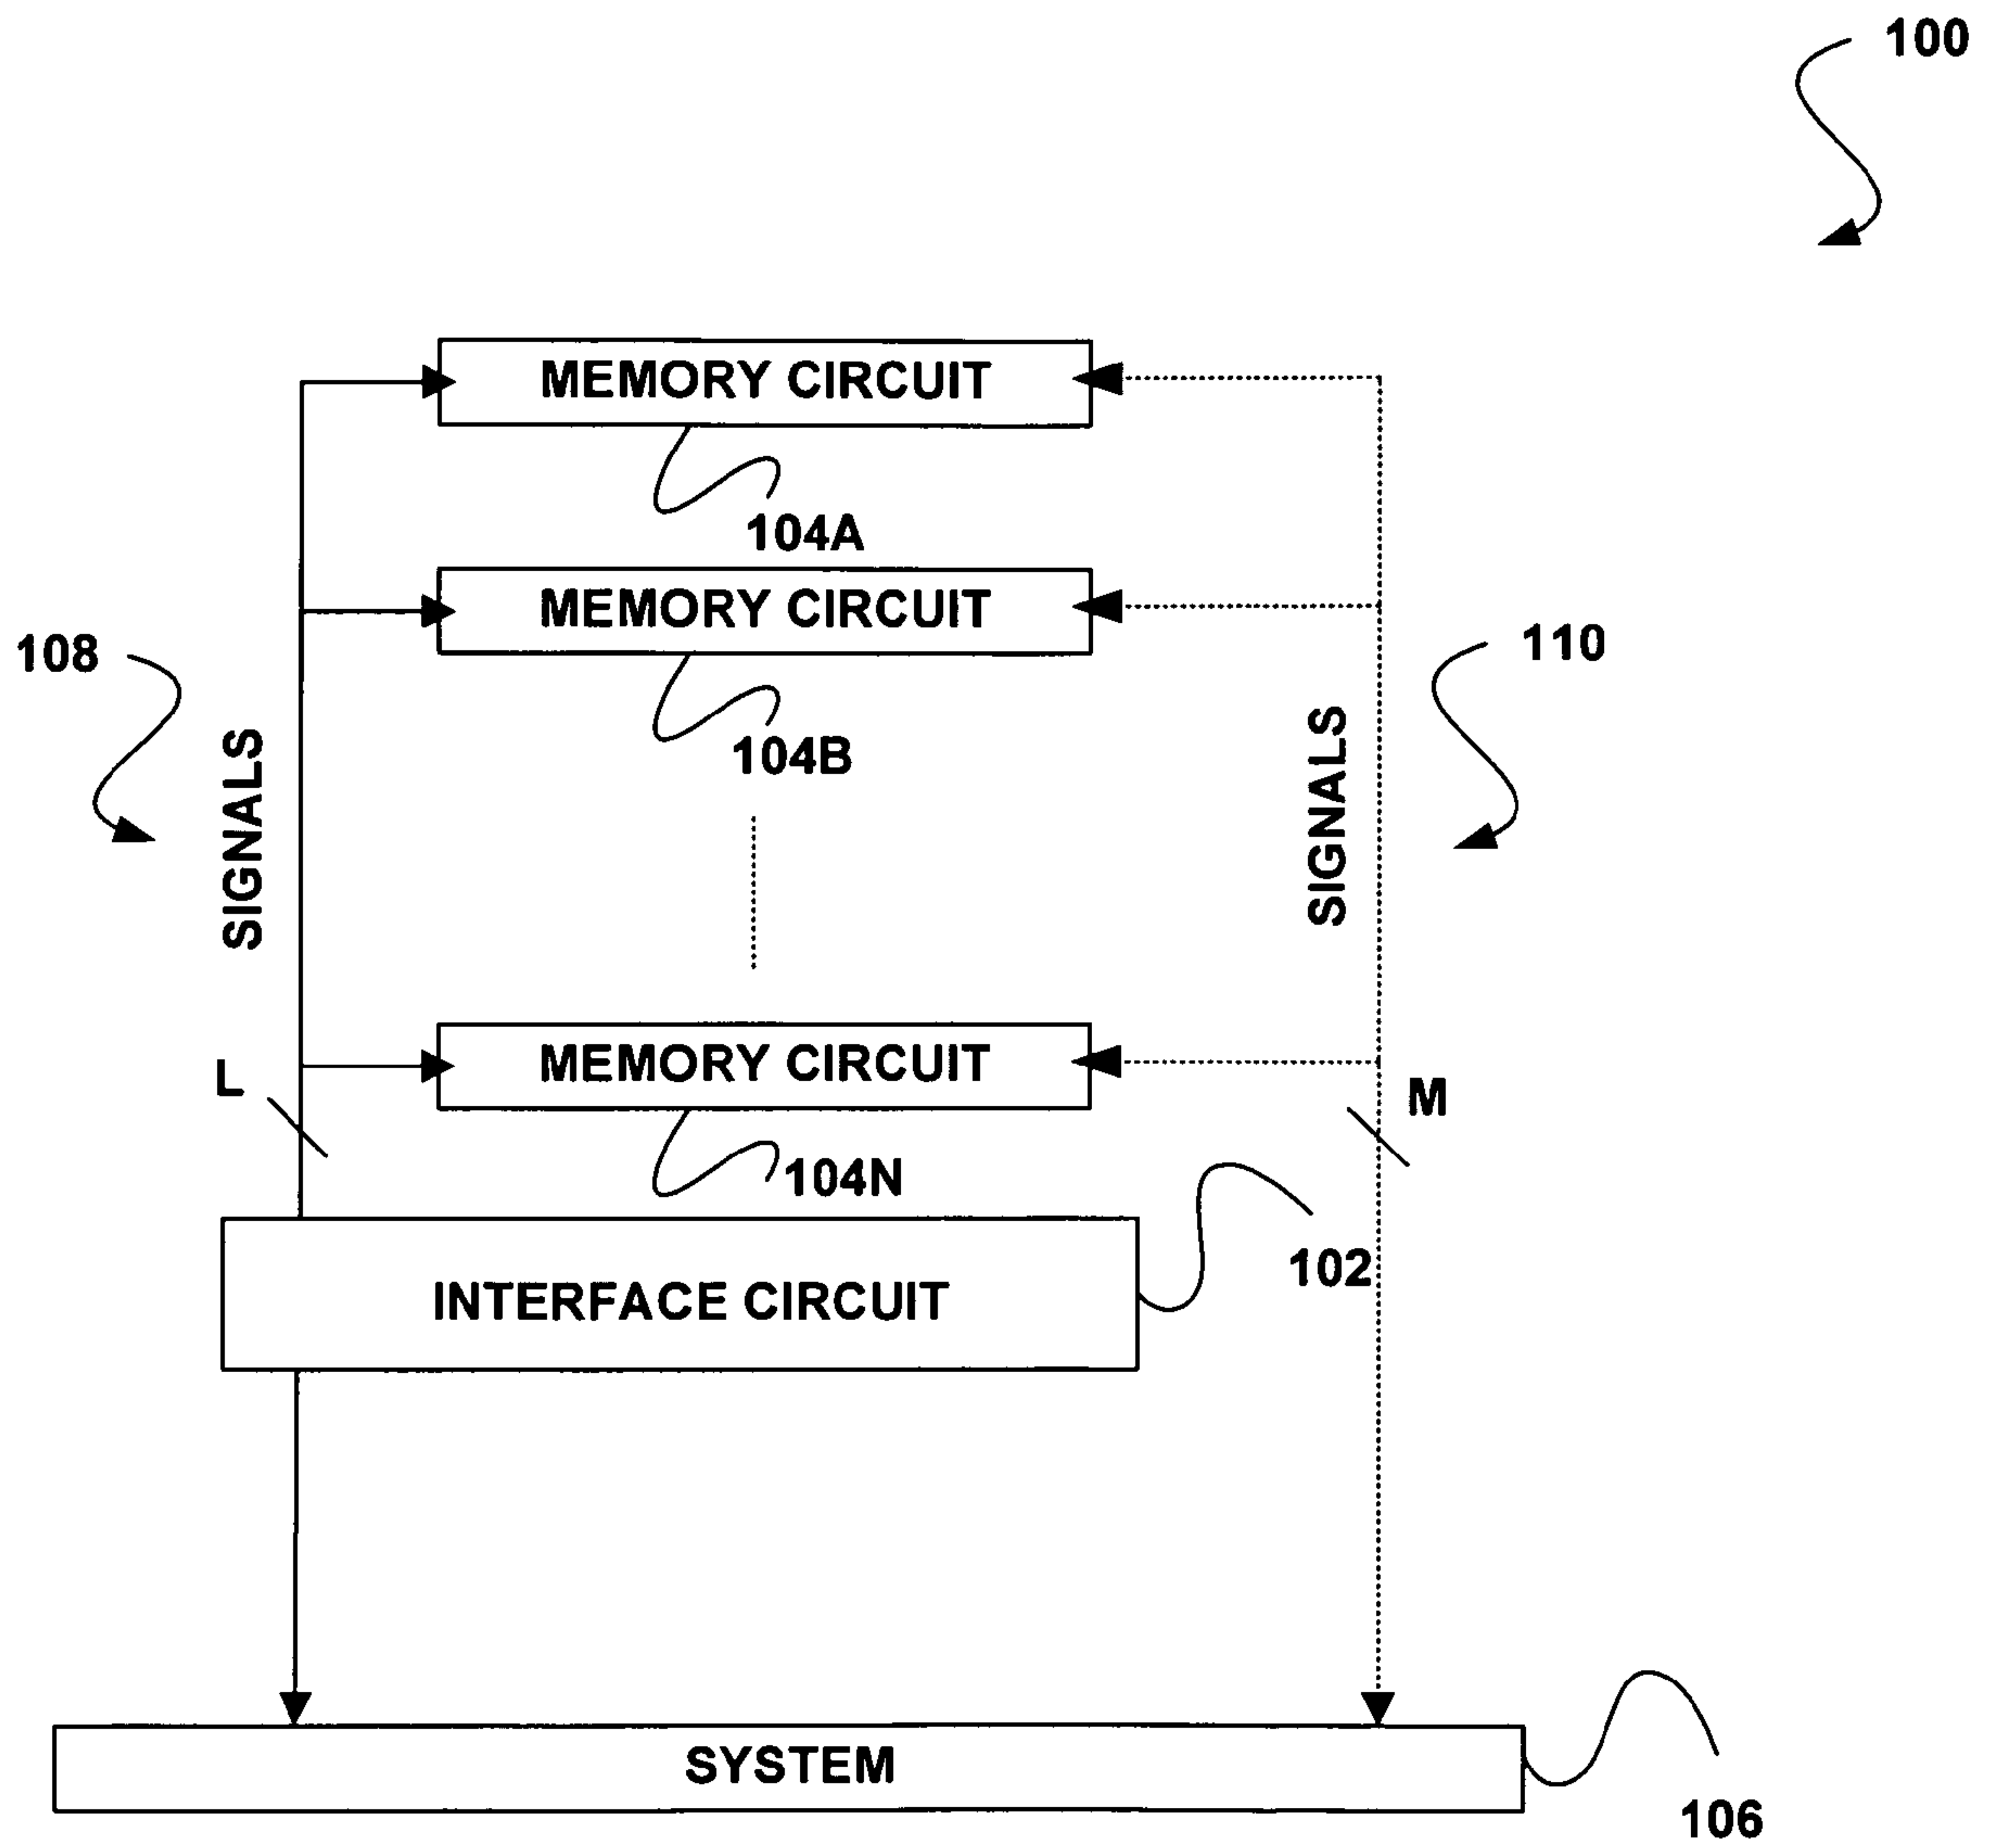 100
MEMORY CIRCUIT
104A
MEMORY CIRCUIT
108
110
104B
SIGNALS
SIGNALS
MEMORY CIRCUIT
L
M
104N
102
INTERFACE CIRCUIT
SYSTEM
106